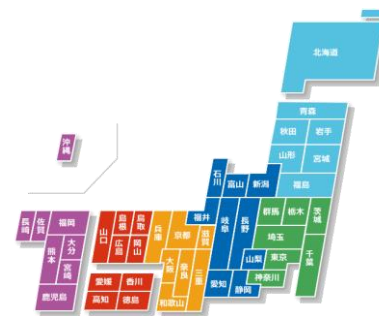 北海道
青森
秋田
岩手
山形
宮城
福島
沖縄
石川
富山
新潟
福井
岐阜
長野
山梨
愛知
静岡
群馬
栃木
茨城
埼玉
東京
千葉
神奈川
兵庫
京都
滋賀
大阪
奈良
三重
和歌山
山口
島根
鳥取
広島
岡山
愛媛
香川
高知
徳島
長崎
佐賀
福岡
熊本
大分
宮崎
鹿児島